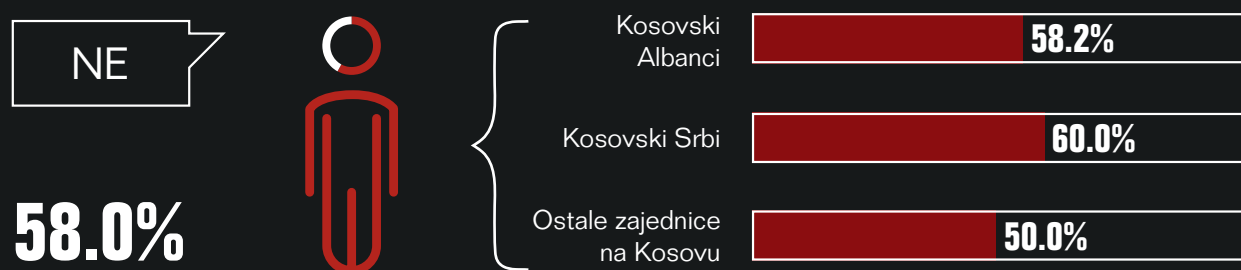 NE
58.0%
Kosovski
Albanci
58.2%
Kosovski Srbi
60.0%
Ostale zajednice
na Kosovu
50.0%